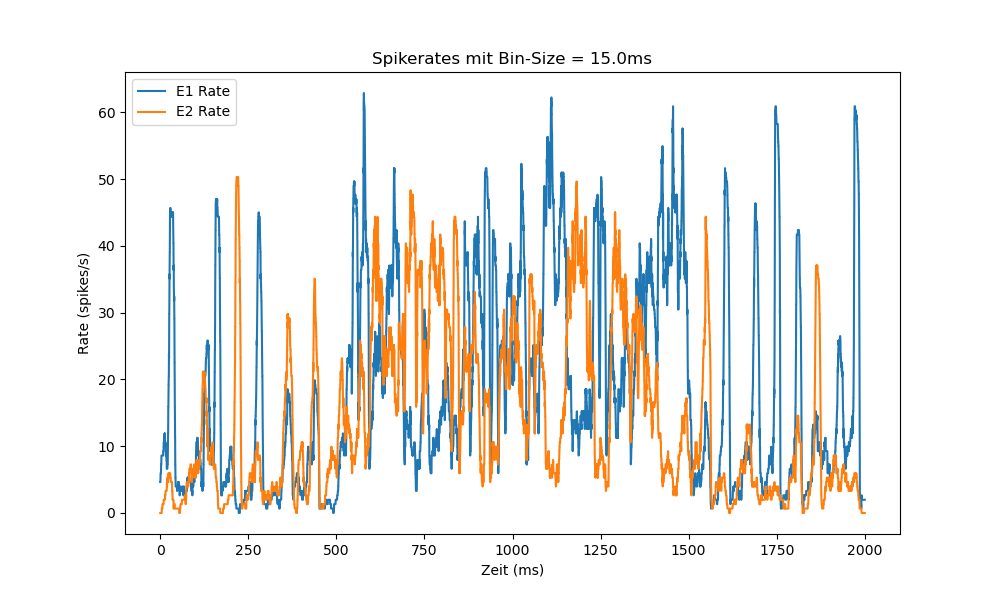 Spikerates mit Bin-Size = 15.0ms
E1 Rate
E2 Rate
60
50
40
30
20
10
0
Rate (spikes/s)
0 250 500 750 1000 1250 1500 1750 2000
Zeit (ms)